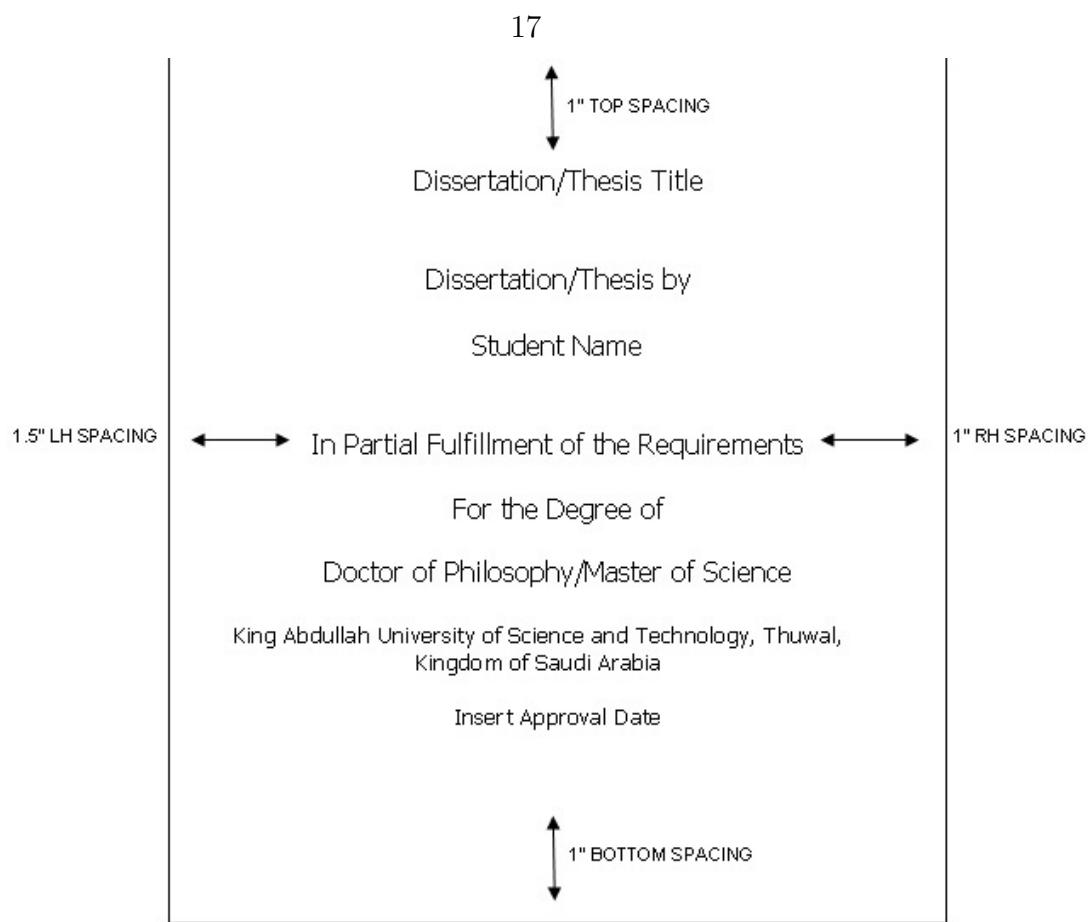 17
1" TOP SPACING
Dissertation/Thesis Title
Dissertation/Thesis by
Student Name
1.5" LH SPACING
In Partial Fulfillment of the Requirements
1" RH SPACING
For the Degree of
Doctor of Philosophy/Master of Science
King Abdullah University of Science and Technology, Thuwal,
Kingdom of Saudi Arabia
Insert Approval Date
1" BOTTOM SPACING